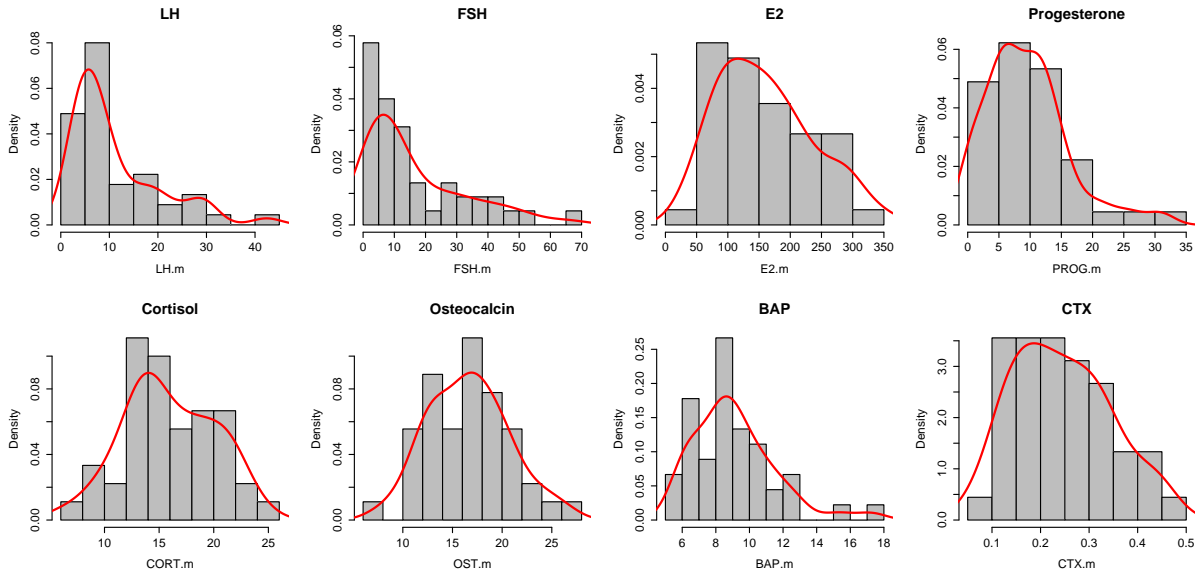 LH
Density
0.00 0.02 0.04 0.06 0.08
0 10 20 30 40
LH.m
FSH
Density
0.00 0.02 0.04 0.06
0 10 20 30 40 50 60 70
FSH.m
E2
Density
0.000 0.002 0.004
0 50 100 150 200 250 300 350
E2.m
Progesterone
Density
0.00 0.02 0.04 0.06
0 5 10 15 20 25 30 35
PROG.m
Cortisol
Density
0.00 0.04 0.08
10 15 20 25
CORT.m
Osteocalcin
Density
0.00 0.04 0.08
10 15 20 25
OST.m
BAP
Density
0.00 0.05 0.10 0.15 0.20 0.25
6 8 10 12 14 16 18
BAP.m
CTX
Density
0.0 1.0 2.0 3.0
0.1 0.2 0.3 0.4 0.5
CTX.m